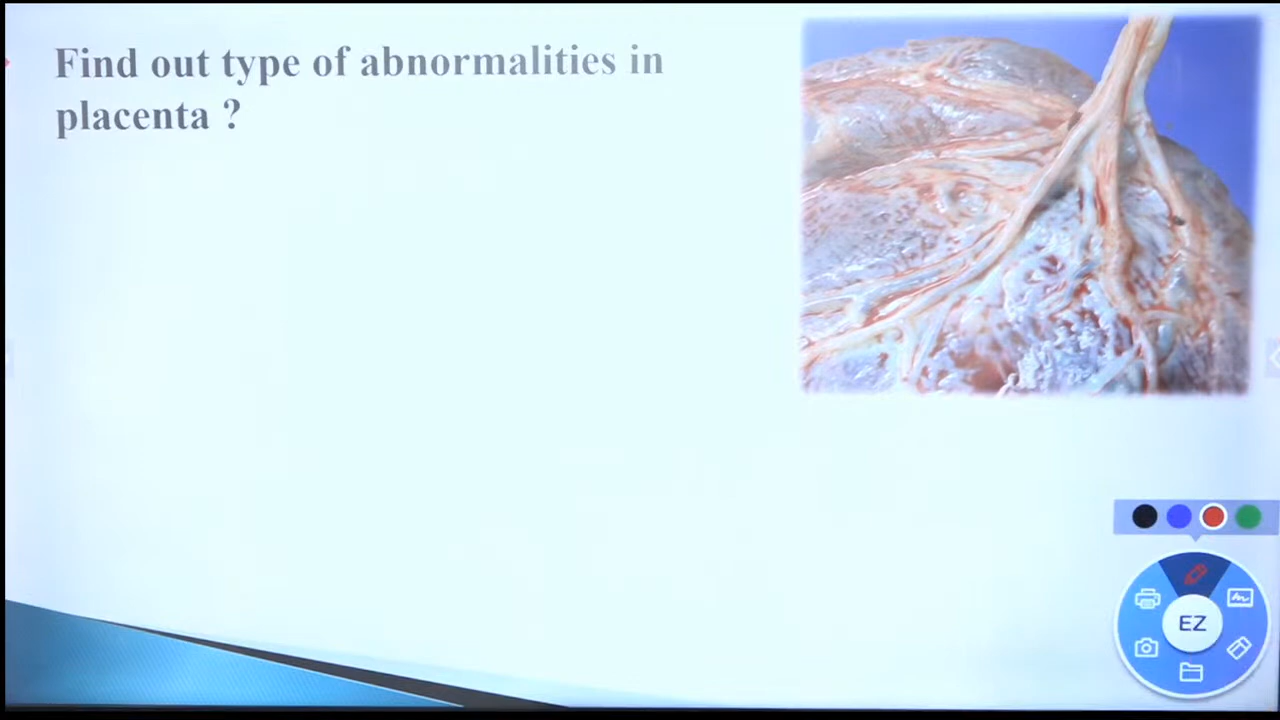 Find out type of abnormalities in
placenta ?
EZ